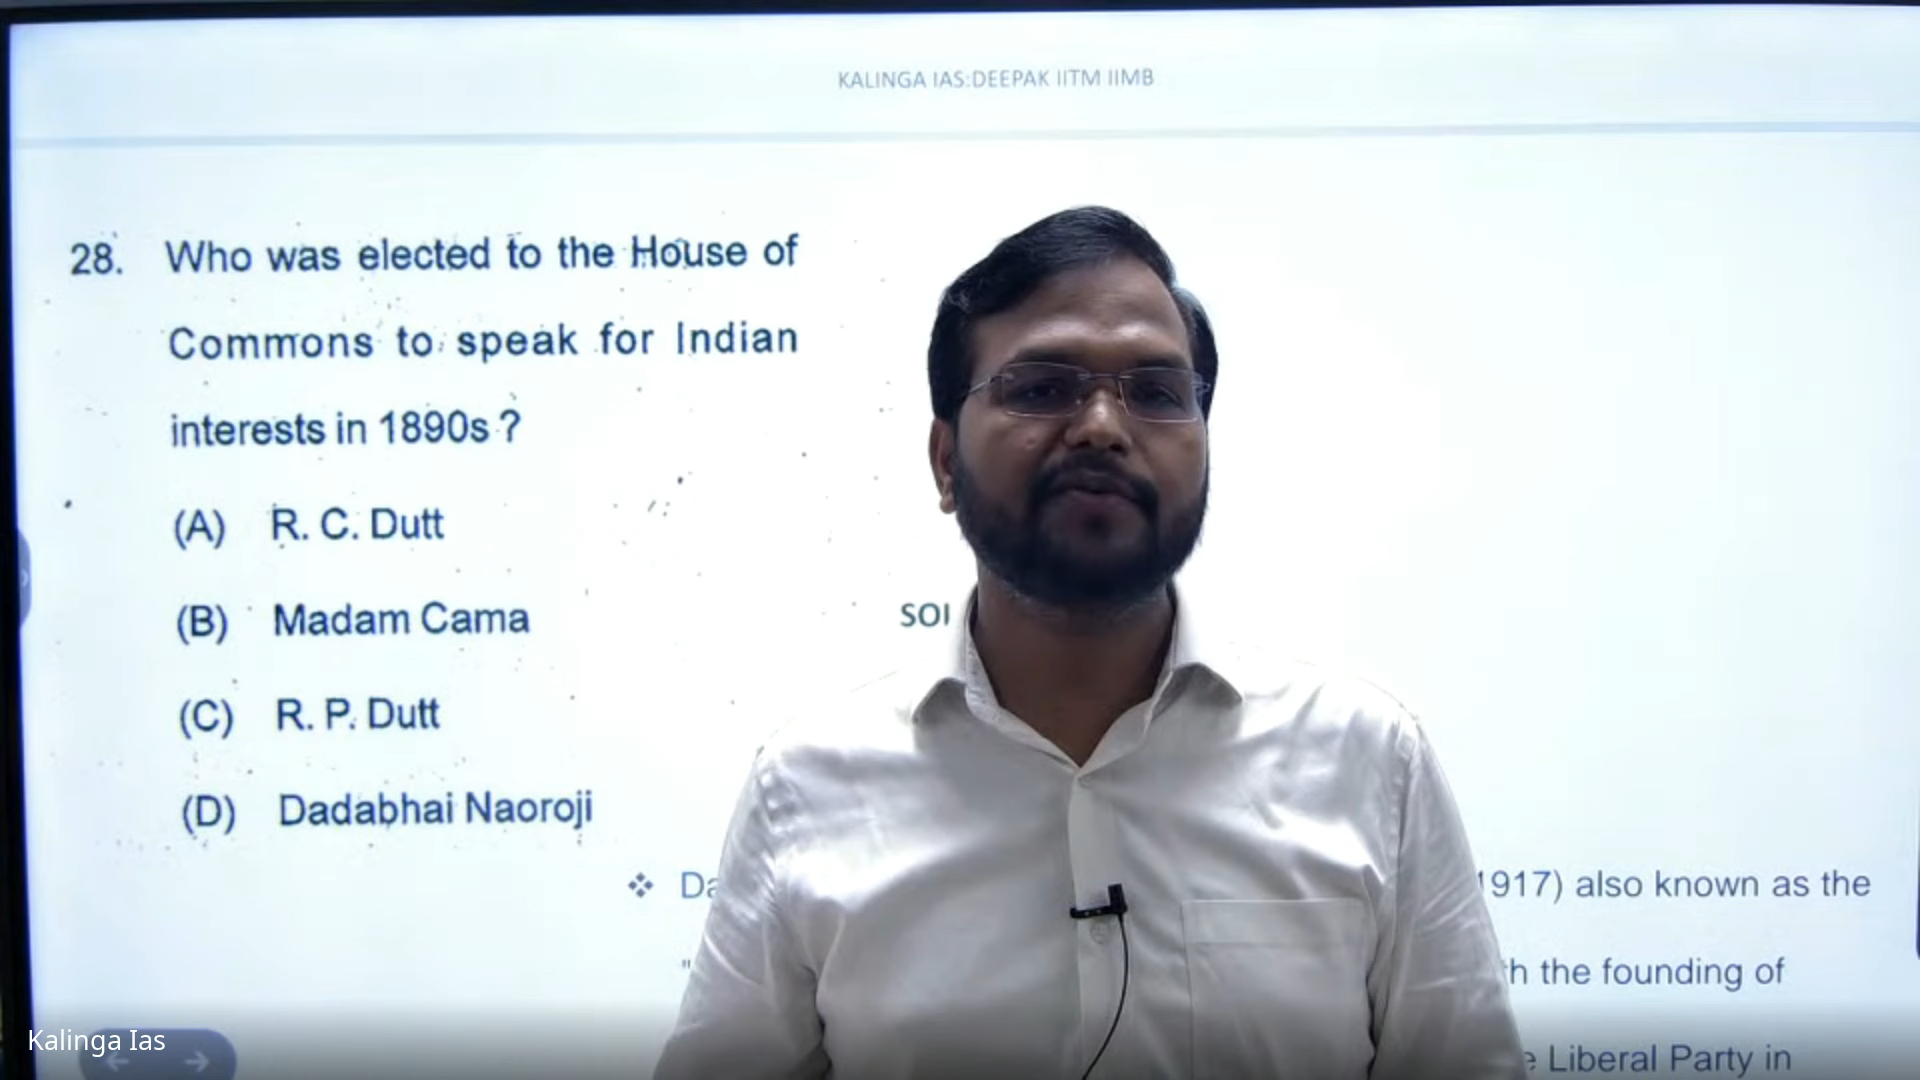 KALINGA IAS:DEEPAK IITM IIMB
28. Who was elected to the House of
Commons to speak for Indian
interests in 1890s ?
(A) R. C. Dutt
(B) Madam Cama
(C) R. P. Dutt
(D) Dadabhai Naoroji
1917) also known as the
the founding of
Liberal Party in
Kalinga Ias